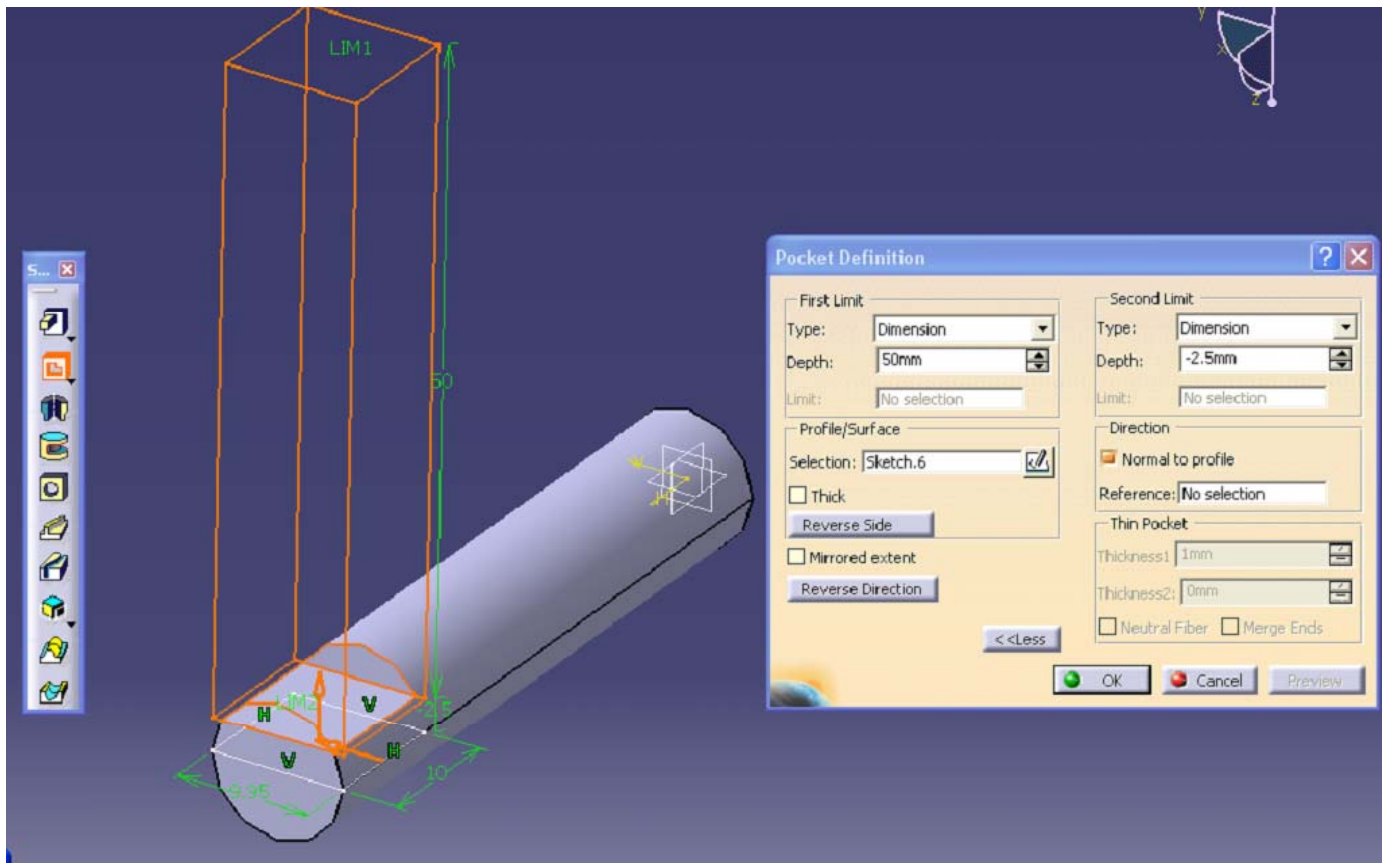 LIM1
y
x
z
S...
50
LIM2
-2.5
H
V
V
H
10
9.95
Pocket Definition
First Limit
Type: Dimension
Depth: 50mm
Limit: No selection
Profile/Surface
Selection: Sketch.6
Thick
Reverse Side
Mirrored extent
Reverse Direction
<<Less
Second Limit
Type: Dimension
Depth: -2.5mm
Limit: No selection
Direction
Normal to profile
Reference: No selection
Thin Pocket
Thickness1 1mm
Thickness2: 0mm
Neutral Fiber Merge Ends
OK Cancel Preview